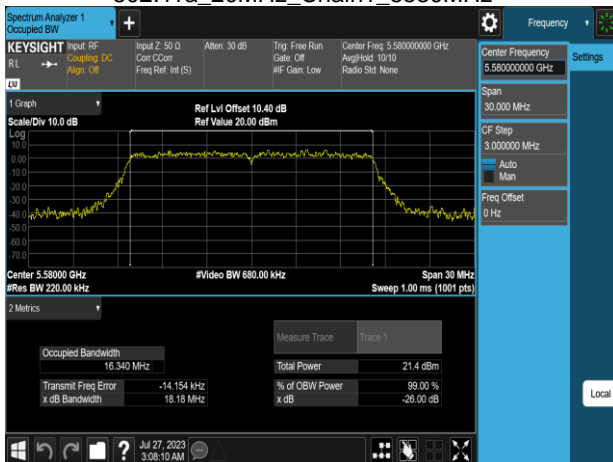 Spectrum Analyzer 1
Occupied BW
+
Frequency
KEYSIGHT
RL
LXI
Input: RF
Coupling: DC
Align: Off
Input Z: 50 Ω
Corr CCorr
Freq Ref: Int (S)
Atten: 30 dB
Trig: Free Run
Gate: Off
#IF Gain: Low
Center Freq: 5.580000000 GHz
Avg|Hold: 10/10
Radio Std: None
Center Frequency
5.580000000 GHz
Settings
Span
30.000 MHz
CF Step
3.000000 MHz
Auto
Man
Freq Offset
0 Hz
Local
1 Graph
Scale/Div 10.0 dB
Ref Lvl Offset 10.40 dB
Ref Value 20.00 dBm
Log
10.0
0.00
-10.0
-20.0
-30.0
-40.0
-50.0
-60.0
-70.0
Center 5.58000 GHz
#Video BW 680.00 kHz
Span 30 MHz
#Res BW 220.00 kHz
Sweep 1.00 ms (1001 pts)
2 Metrics
Measure Trace
Trace 1
Occupied Bandwidth
16.340 MHz
Total Power
21.4 dBm
Transmit Freq Error
-14.154 kHz
% of OBW Power
99.00 %
x dB Bandwidth
18.18 MHz
x dB
-26.00 dB
?
Jul 27, 2023
3:08:10 AM